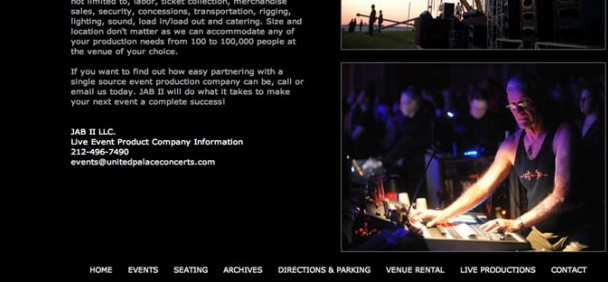 not limited to, labor, ticket collection, merchandise
sales, security, concessions, transportation, rigging,
lighting, sound, load in/load out and catering. Size and
location don't matter as we can accommodate any of
your production needs from 100 to 100,000 people at
the venue of your choice.
If you want to find out how easy partnering with a
single source event production company can be, call or
email us today. JAB II will do what it takes to make
your next event a complete success!
JAB II LLC.
Live Event Product Company Information
212-496-7490
events@unitedpalaceconcerts.com
HOME EVENTS SEATING ARCHIVES DIRECTIONS & PARKING VENUE RENTAL LIVE PRODUCTIONS CONTACT